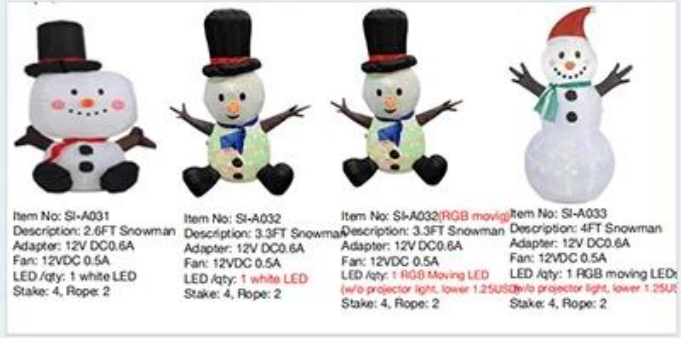 Item No: SI-A031
Description: 2.6FT Snowman
Adapter: 12V DC0.6A
Fan: 12VDC 0.5A
LED /qty: 1 white LED
Stake: 4, Rope: 2
Item No: SI-A032
Description: 3.3FT Snowman
Adapter: 12V DC0.6A
Fan: 12VDC 0.5A
LED /qty: 1 white LED
Stake: 4, Rope: 2
Item No: SI-A032(RGB movig)
Description: 3.3FT Snowman
Adapter: 12V DC0.6A
Fan: 12VDC 0.5A
LED /qty: 1 RGB Moving LED
(w/o projector light, lower 1.25USD)
Stake: 4, Rope: 2
Item No: SI-A033
Description: 4FT Snowman
Adapter: 12V DC0.6A
Fan: 12VDC 0.5A
LED /qty: 1 RGB moving LED
w/o projector light, lower 1.25US
Stake: 4, Rope: 2